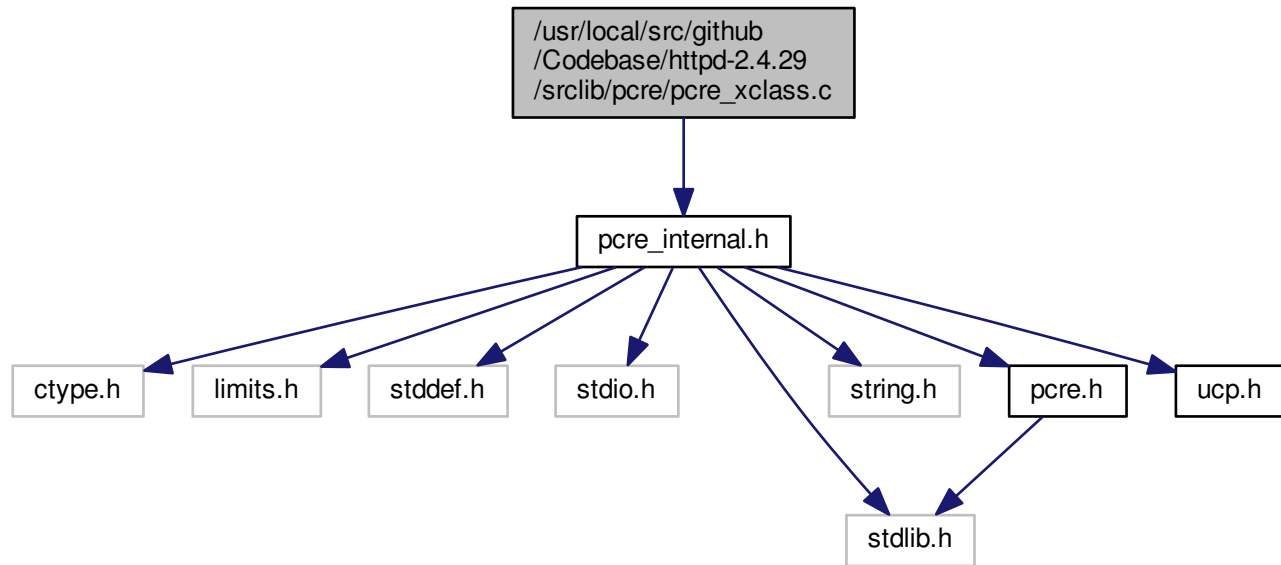 /usr/local/src/github
/Codebase/httpd-2.4.29
/srclib/pcre/pcre_xclass.c
pcre_internal.h
ctype.h
limits.h
stddef.h
stdio.h
string.h
pcre.h
ucp.h
stdlib.h